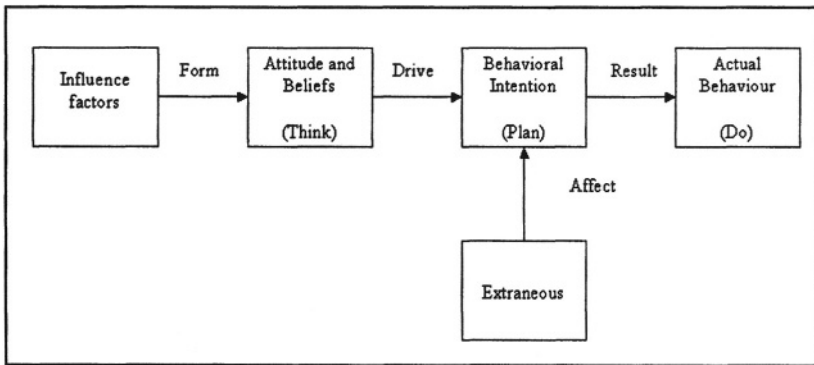 Influence
factors
Form
Attitude and
Beliefs
(Think)
Drive
Behavioral
Intention
(Plan)
Result
Actual
Behaviour
(Do)
Affect
Extraneous